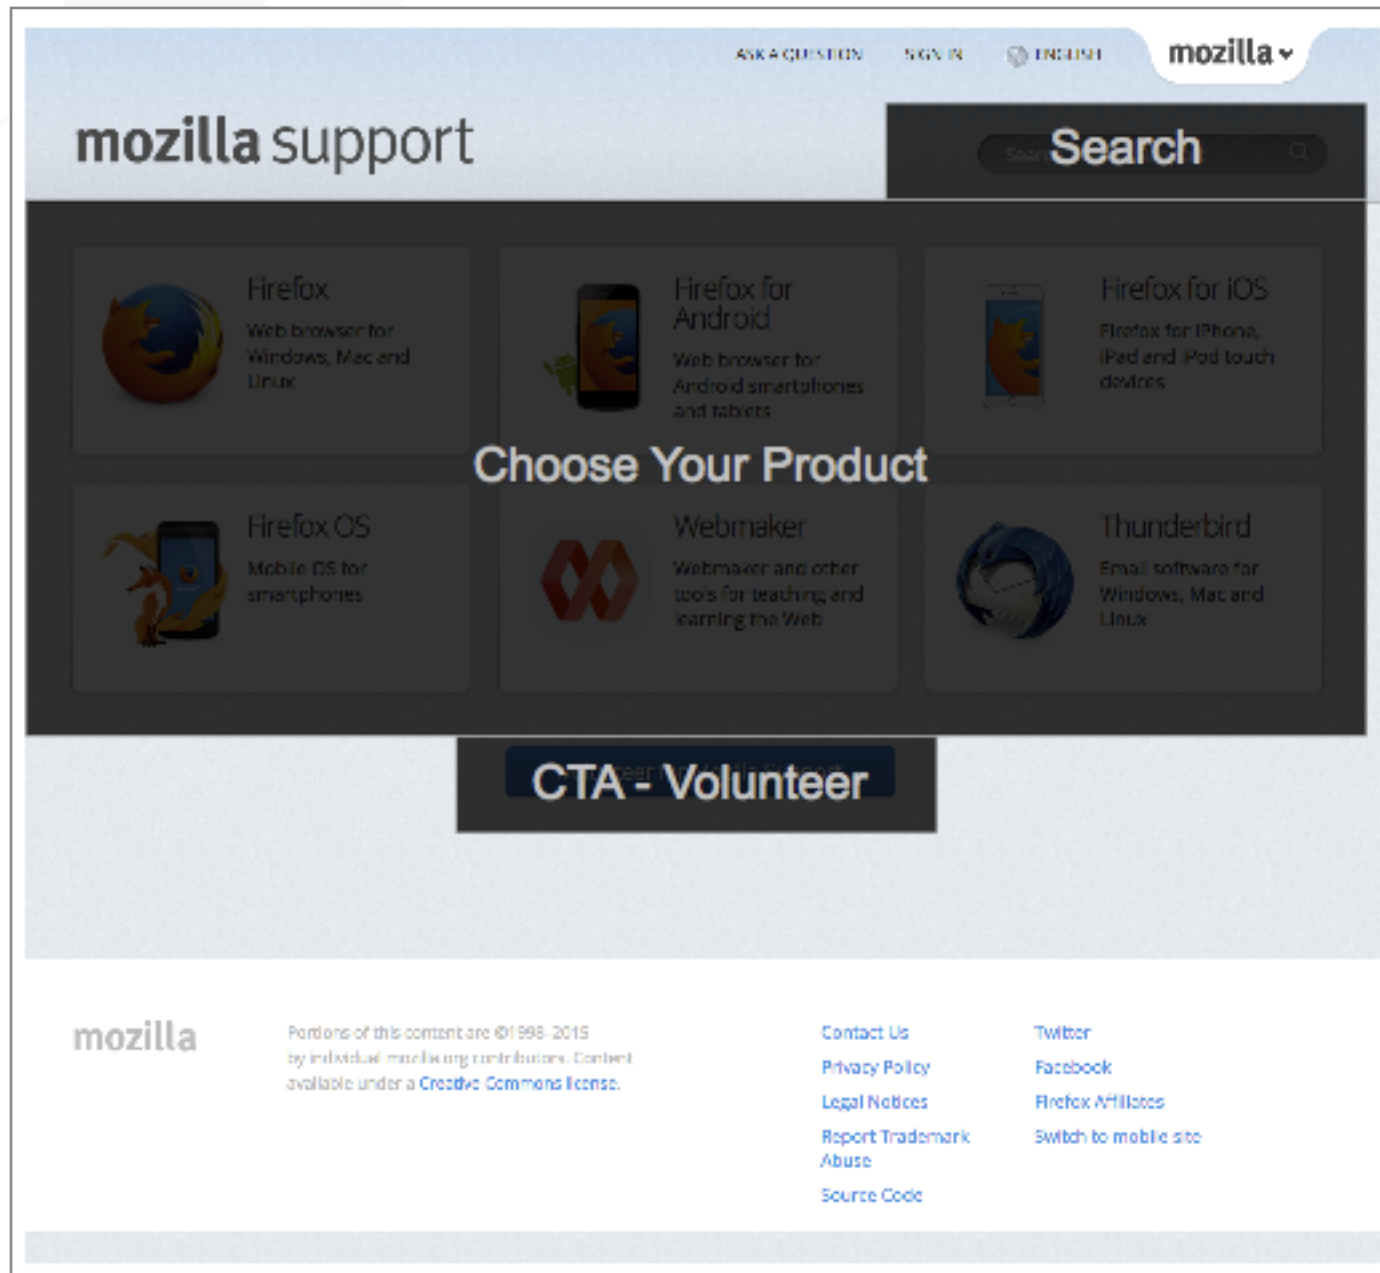 ASK A QUESTION SIGN IN ENGLISH mozilla
mozilla support
Search
Firefox
Web browser for
Windows, Mac and
Linux
Firefox for
Android
Web browser for
Android smartphones
and tablets
Firefox for iOS
Firefox for iPhone,
iPad and iPod touch
devices
Choose Your Product
Firefox OS
Mobile OS for
smartphones
Webmaker
Webmaker and other
tools for teaching and
learning the Web
Thunderbird
Email software for
Windows, Mac and
Linux
CTA - Volunteer
mozilla
Portions of this content are ©1998–2015
by individual mozilla.org contributors. Content
available under a Creative Commons license.
Contact Us
Privacy Policy
Legal Notices
Report Trademark
Abuse
Source Code
Twitter
Facebook
Firefox Affiliates
Switch to mobile site